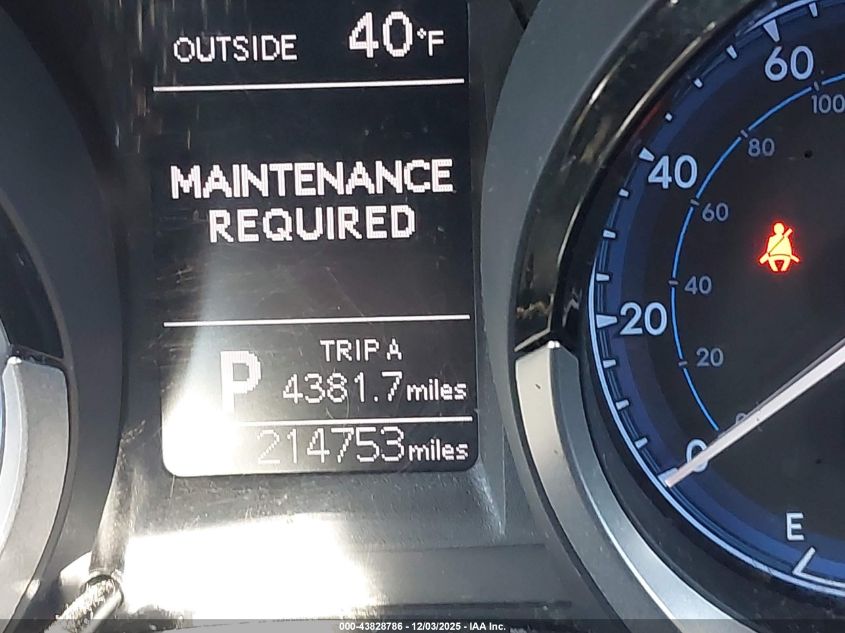 OUTSIDE 40°F
MAINTENANCE
REQUIRED
TRIP A
P 4381.7 miles
214753 miles
60
40
20
0
100
80
60
40
20
0
E
000-43828786 - 12/03/2025 - IAA Inc.